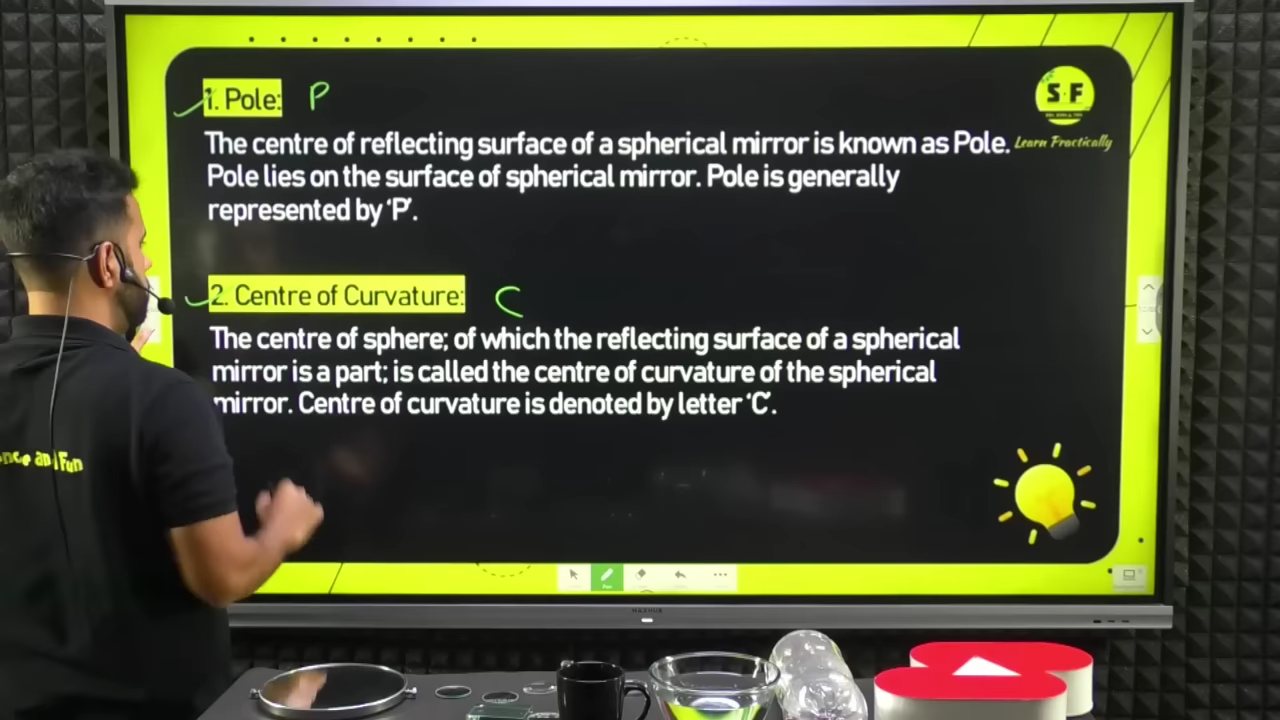 1. Pole: P
The centre of reflecting surface of a spherical mirror is known as Pole.
Pole lies on the surface of spherical mirror. Pole is generally
represented by ‘P’.
2. Centre of Curvature: C
The centre of sphere; of which the reflecting surface of a spherical
mirror is a part; is called the centre of curvature of the spherical
mirror. Centre of curvature is denoted by letter ‘C’.
S·F
Learn Practically
and Fun
MAXHUB